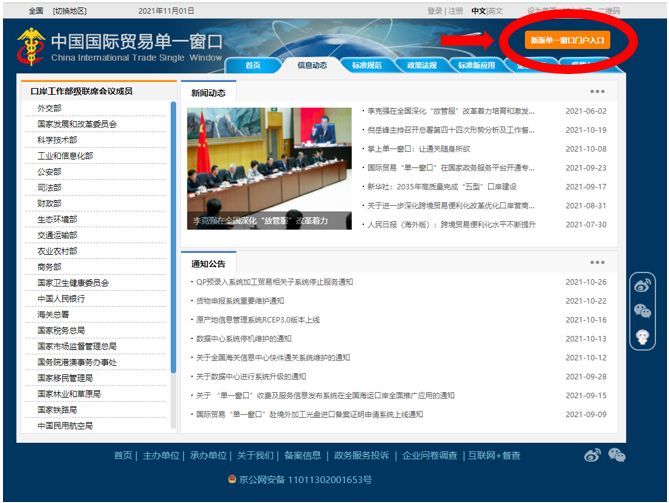 全国 [切换地区] 2021年11月01日 登录 | 注册 中文|英文
中国国际贸易单一窗口
China International Trade Single Window
新版单一窗口门户入口
首页 信息动态 标准规范 政策法规 标准版应用
口岸工作部级联席会议成员
外交部
国家发展和改革委员会
科学技术部
工业和信息化部
公安部
司法部
财政部
生态环境部
交通运输部
农业农村部
商务部
国家卫生健康委员会
中国人民银行
海关总署
国家税务总局
国家市场监督管理总局
国务院港澳事务办公室
国家移民管理局
国家林业和草原局
国家铁路局
中国民用航空局
新闻动态
李克强在全国深化“放管服”改革着力
李克强在全国深化“放管服”改革着力培育和激发... 2021-06-02
倪岳峰主持召开总署第四十四次形势分析及工作督... 2021-10-19
掌上单一窗口：让通关随身所欲 2021-10-08
国际贸易“单一窗口”在国家政务服务平台开通专... 2021-09-23
新华社：2035年高质量完成“五型”口岸建设 2021-09-17
关于进一步深化跨境贸易便利化改革优化口岸营商... 2021-08-31
人民日报（海外版）：跨境贸易便利化水平不断提升 2021-07-30
通知公告
QP预录入系统加工贸易相关子系统停止服务通知 2021-10-26
货物申报系统重要维护通知 2021-10-22
原产地信息管理系统RCEP3.0版本上线 2021-10-16
数据中心系统停机维护的通知 2021-10-13
关于全国海关信息中心快件通关系统维护的通知 2021-10-12
关于数据中心进行系统升级的通知 2021-09-28
关于 “单一窗口”收费及服务信息发布系统在全国海运口岸全面推广应用的通知 2021-09-15
国际贸易“单一窗口”赴境外加工光盘进口备案证明申请系统上线通知 2021-09-09
首页 | 主办单位 | 承办单位 | 关于我们 | 备案信息 | 政务服务投诉 | 企业问卷调查 | 互联网+督查
京公网安备 11011302001653号